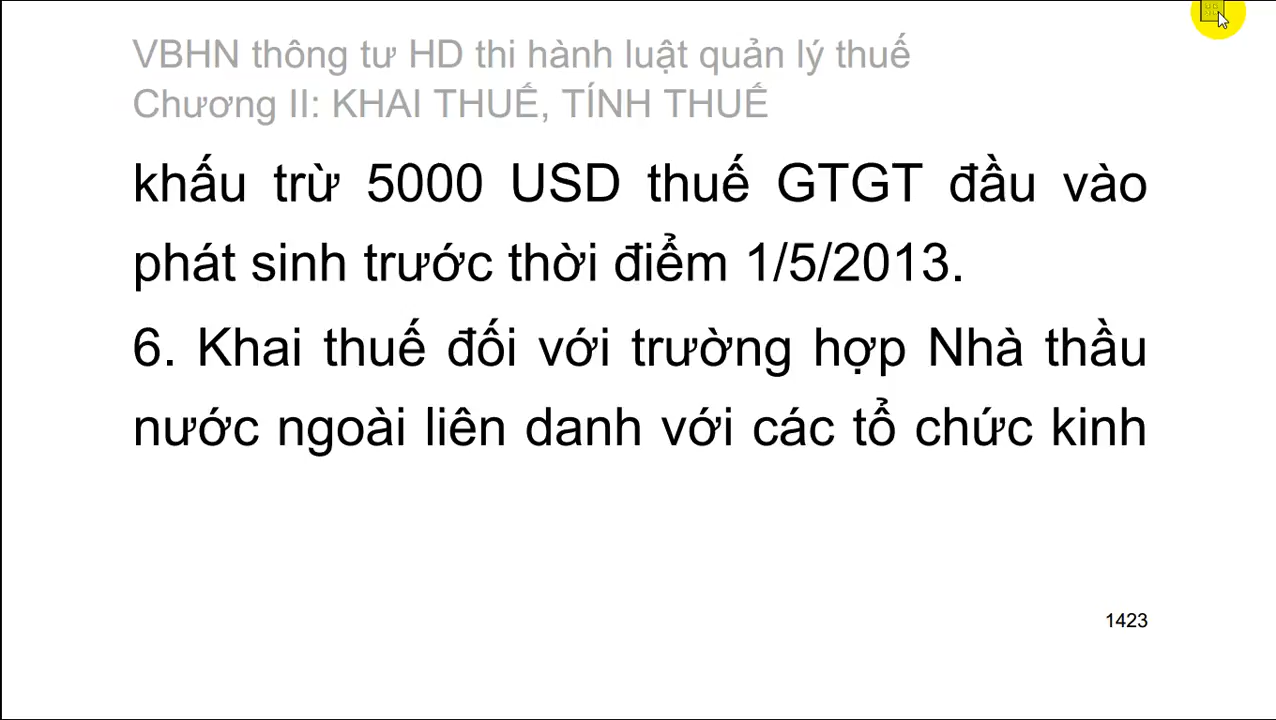 VBHN thông tư HD thi hành luật quản lý thuế
Chương II: KHAI THUẾ, TÍNH THUẾ
khấu trừ 5000 USD thuế GTGT đầu vào
phát sinh trước thời điểm 1/5/2013.
6. Khai thuế đối với trường hợp Nhà thầu
nước ngoài liên danh với các tổ chức kinh
1423